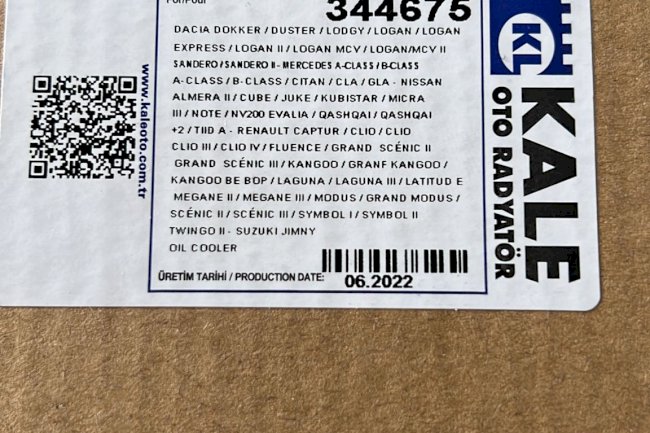 For/Pour
344675
DACIA DOKKER / DUSTER / LODGY / LOGAN / LOGAN
EXPRESS / LOGAN II / LOGAN MCV / LOGAN/MCV II
SANDERO / SANDERO II - MERCEDES A-CLASS / B-CLASS
A-CLASS / B-CLASS / CITAN / CLA / GLA - NISSAN
ALMERA II / CUBE / JUKE / KUBISTAR / MICRA
III / NOTE / NV200 EVALIA / QASHQAI / QASHQAI
+2 / TIID A - RENAULT CAPTUR / CLIO / CLIO
CLIO III / CLIO IV / FLUENCE / GRAND SCÉNIC II
GRAND SCÉNIC III / KANGOO / GRANF KANGOO /
KANGOO BE BOP / LAGUNA / LAGUNA III / LATITUD E
MEGANE II / MEGANE III / MODUS / GRAND MODUS /
SCÉNIC II / SCÉNIC III / SYMBOL I / SYMBOL II
TWINGO II - SUZUKI JIMNY
OIL COOLER
ÜRETİM TARİHİ / PRODUCTION DATE:
06.2022
www.kaleoto.com.tr
KL
KALE
OTO RADYATÖR